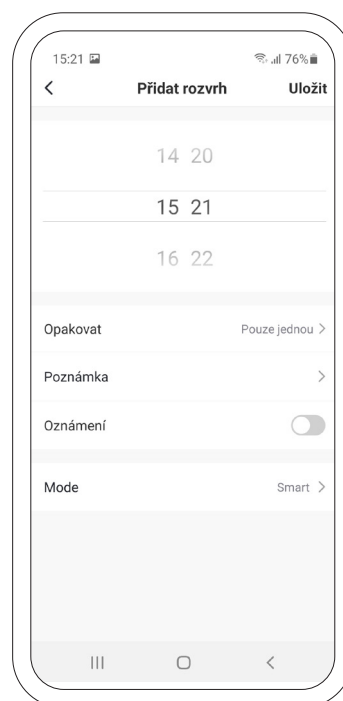 15:21 76%
Přidat rozvrh Uložit
14 20
15 21
16 22
Opakovat Pouze jednou
Poznámka
Oznámení
Mode Smart